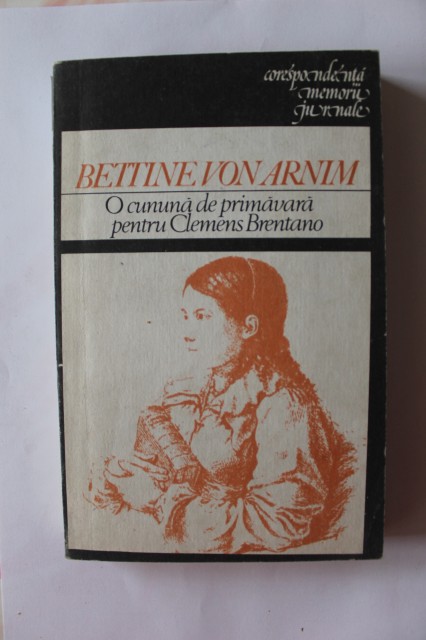 corespondență
memorii
jurnale
BETTINE VON ARNIM
O cunună de primăvară
pentru Clemens Brentano